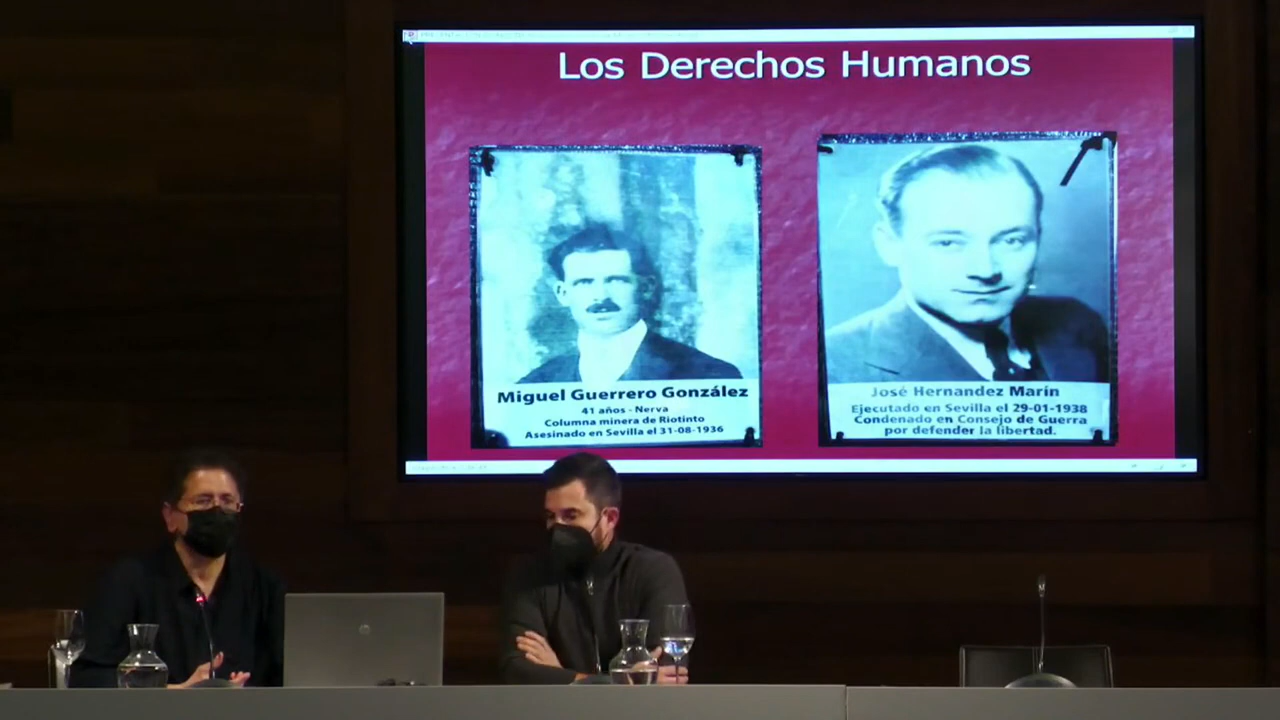 Los Derechos Humanos
Miguel Guerrero González
41 años - Nerva
Columna minera de Riotinto
Asesinado en Sevilla el 31-08-1936
José Hernandez Marín
Ejecutado en Sevilla el 29-01-1938
Condenado en Consejo de Guerra
por defender la libertad.
hp